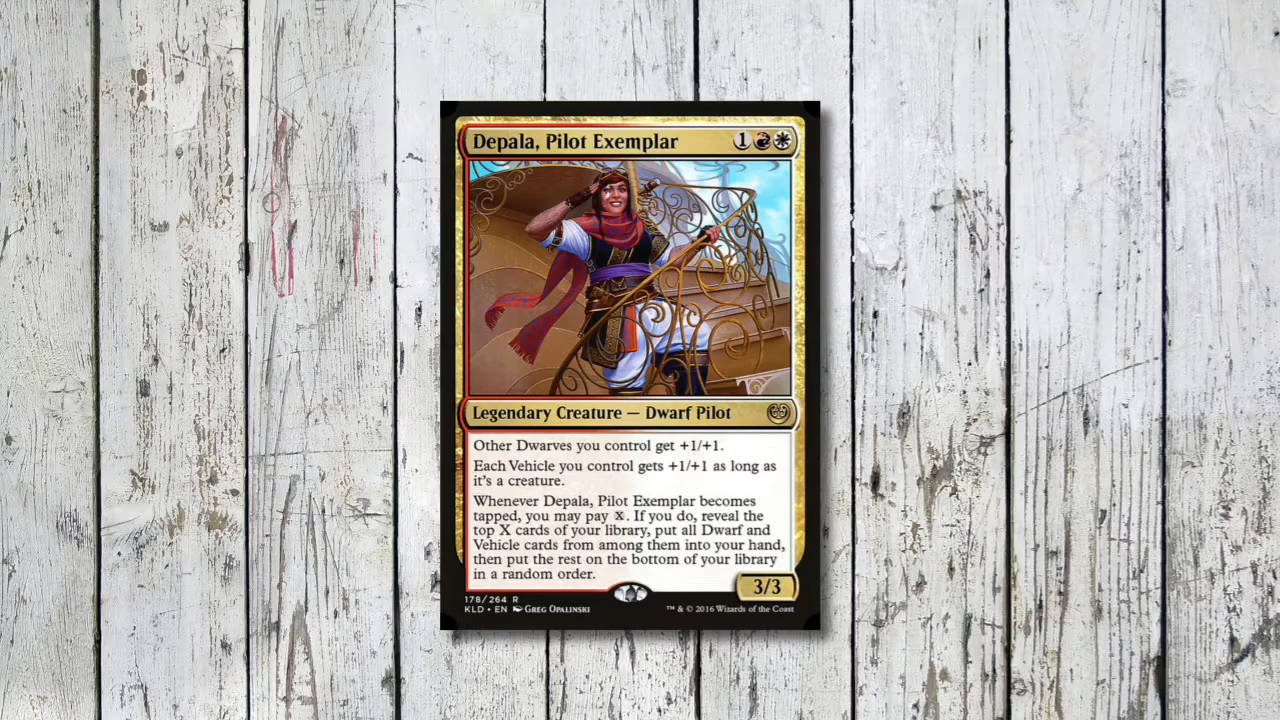 Depala, Pilot Exemplar 1
Legendary Creature — Dwarf Pilot
Other Dwarves you control get +1/+1.
Each Vehicle you control gets +1/+1 as long as
it's a creature.
Whenever Depala, Pilot Exemplar becomes
tapped, you may pay X. If you do, reveal the
top X cards of your library, put all Dwarf and
Vehicle cards from among them into your hand,
then put the rest on the bottom of your library
in a random order.
3/3
178/264 R
KLD • EN Greg Opalinski
™ & © 2016 Wizards of the Coast